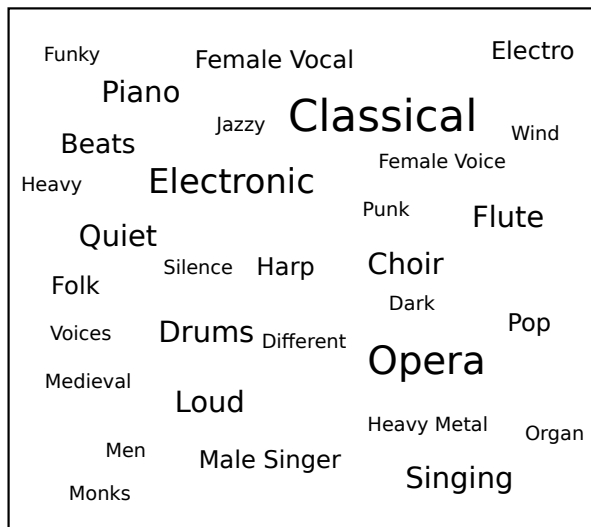 Funky
Female Vocal
Electro
Piano
Jazzy
Classical
Wind
Beats
Female Voice
Heavy
Electronic
Punk
Flute
Quiet
Silence
Harp
Choir
Folk
Dark
Voices
Drums
Different
Pop
Opera
Medieval
Loud
Heavy Metal
Organ
Men
Male Singer
Singing
Monks